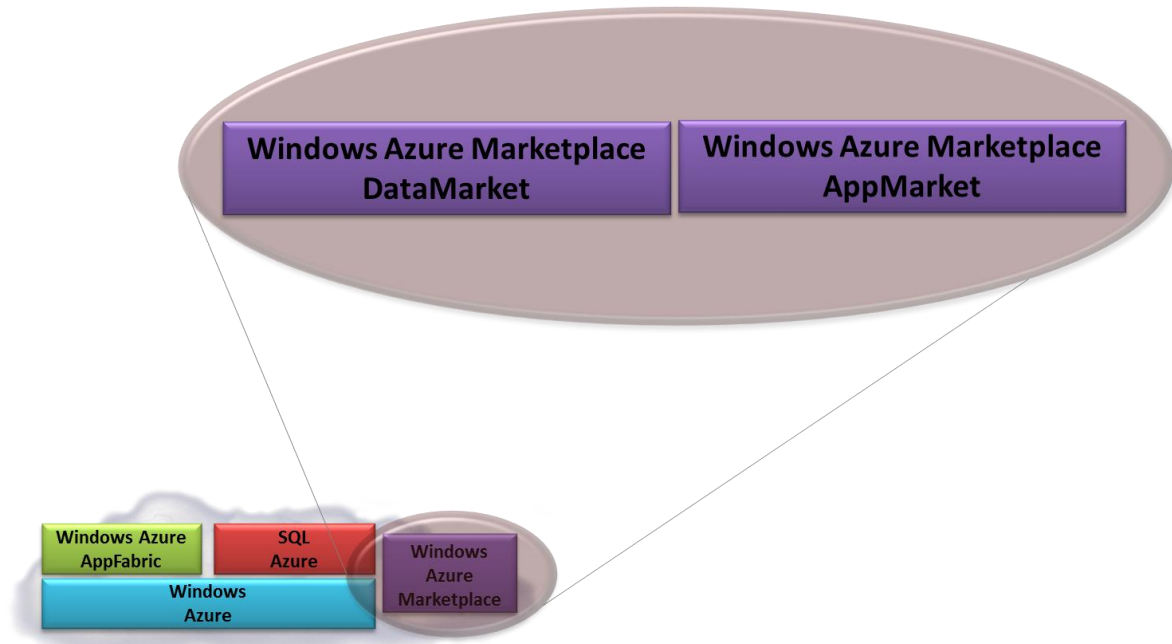 Windows Azure Marketplace
DataMarket
Windows Azure Marketplace
AppMarket
Windows Azure
AppFabric
SQL
Azure
Windows
Azure
Windows
Azure
Marketplace